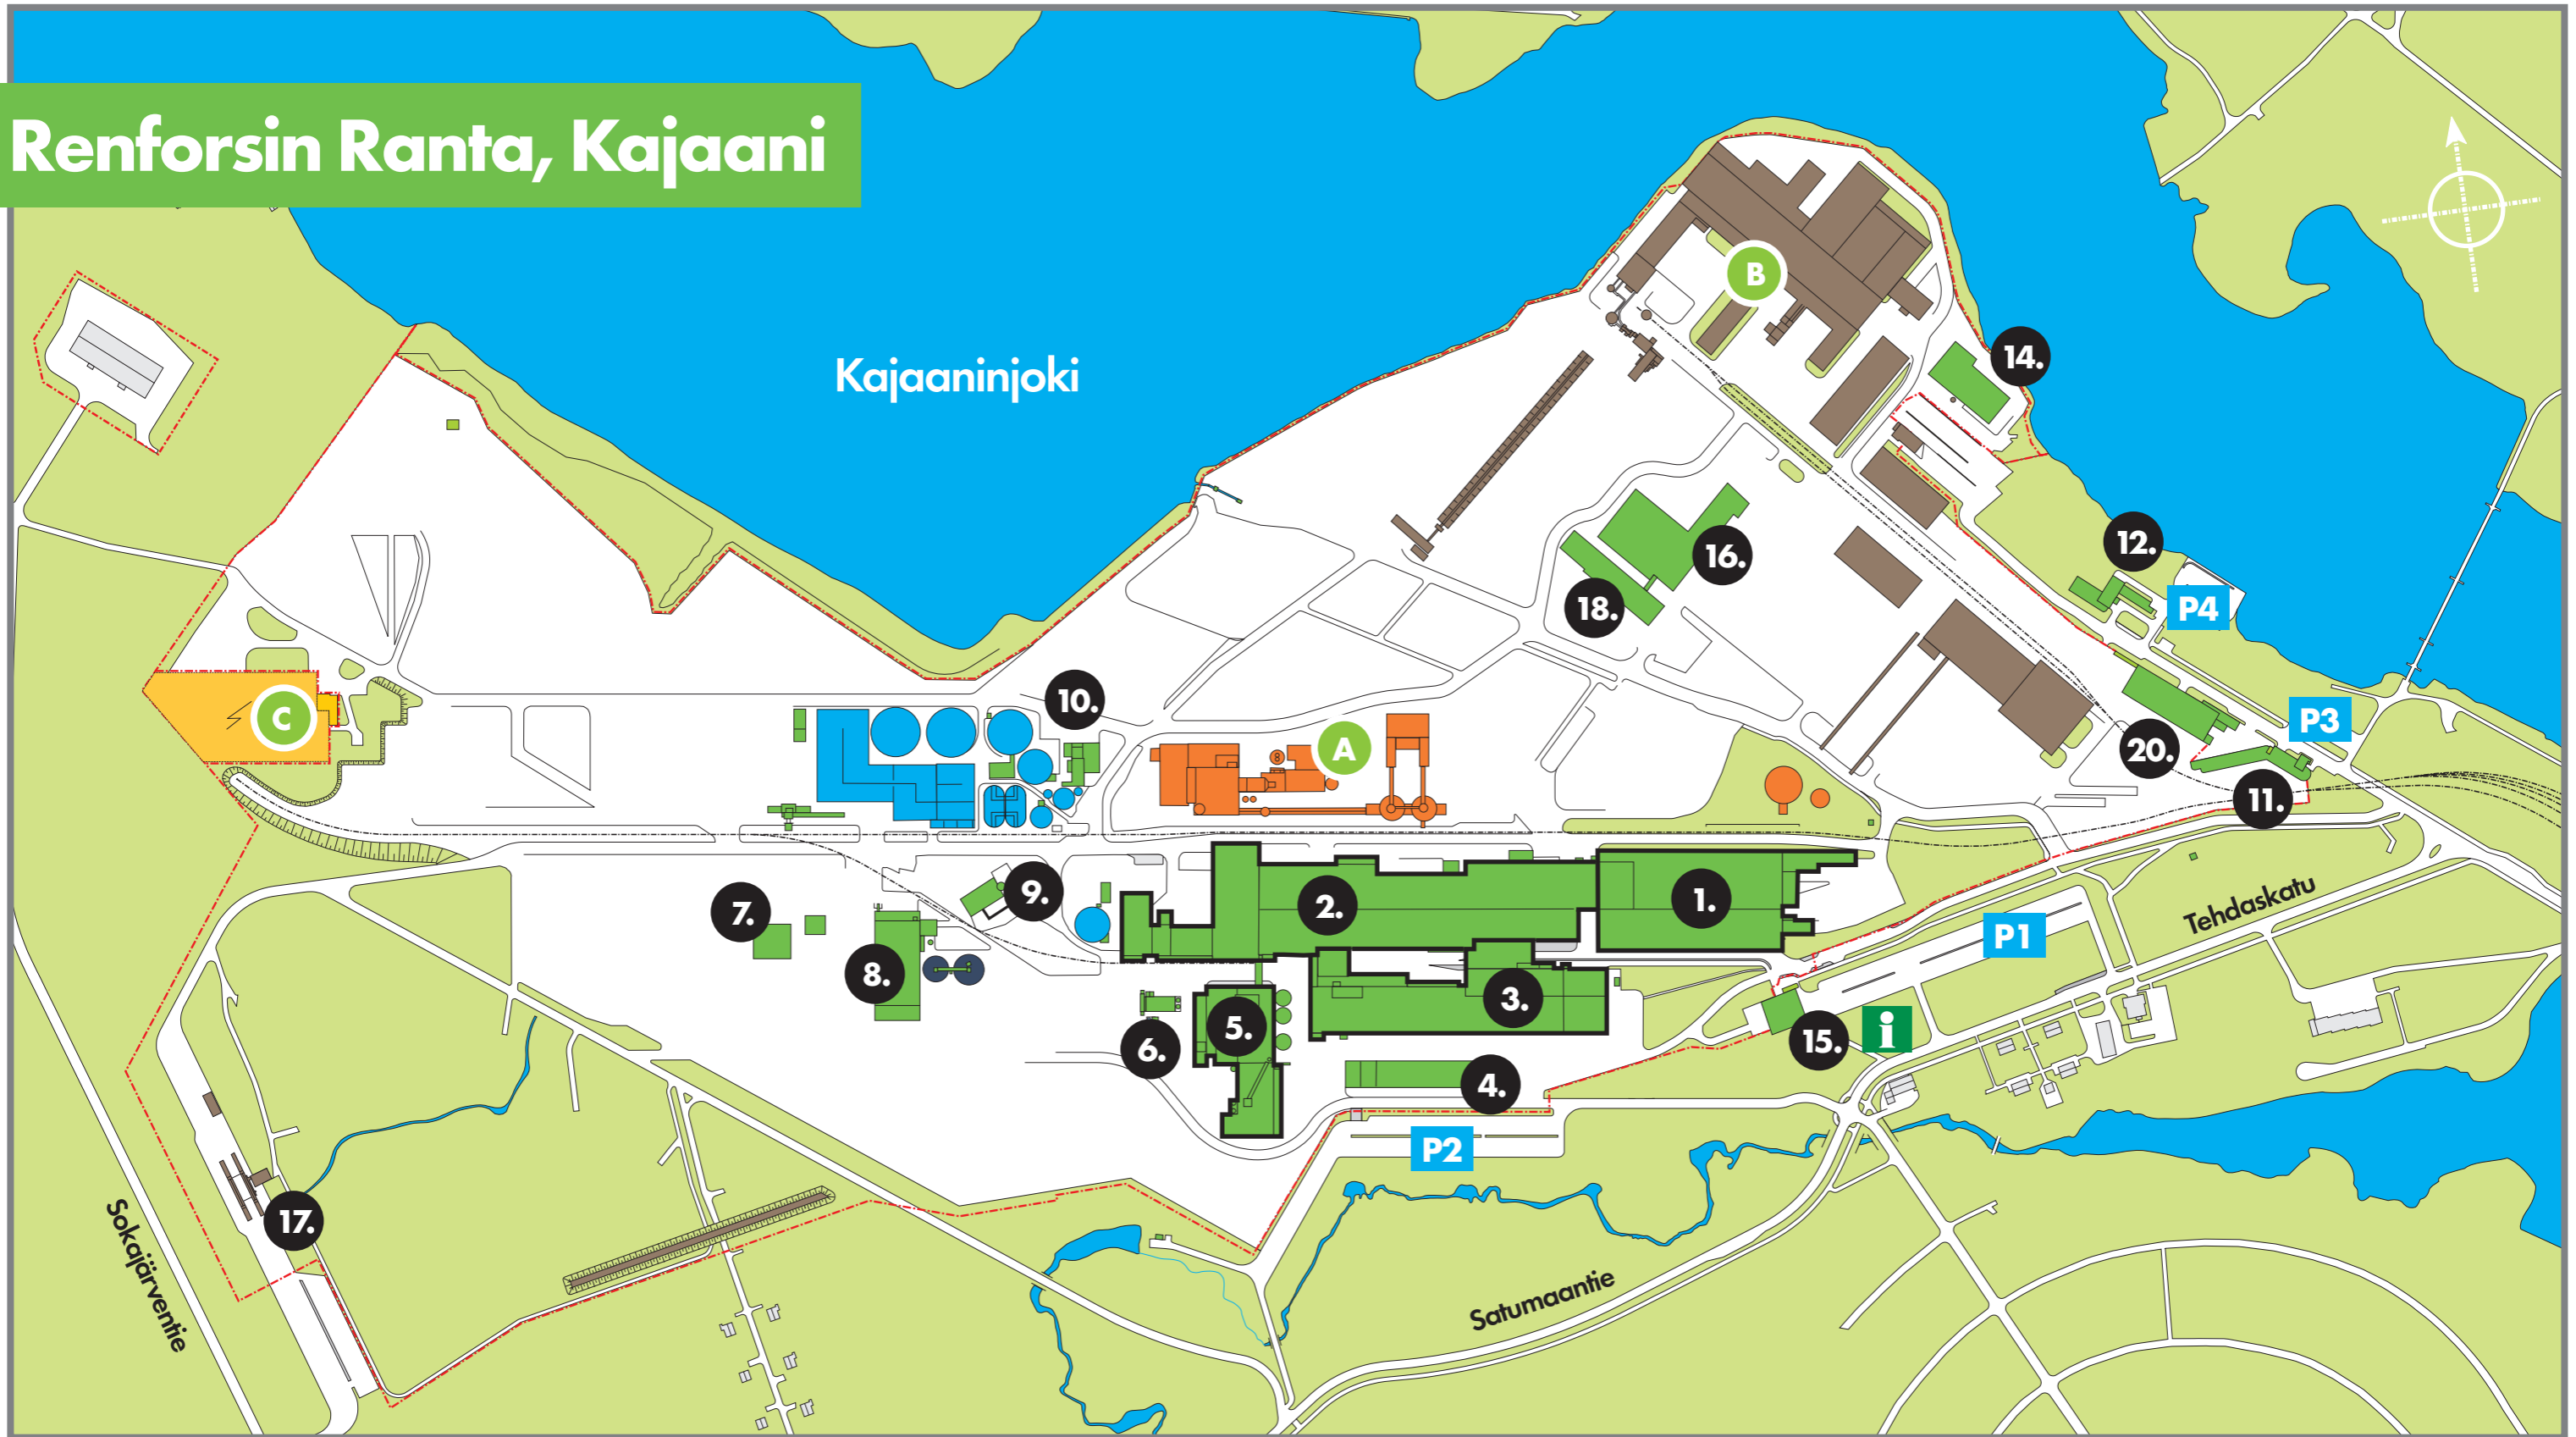 Renforsin Ranta, Kajaani
Kajaaninjoki
B
14.
12.
P4
16.
18.
C
10.
A
P3
20.
11.
7.
9.
2.
1.
P1
Tehdaskatu
8.
3.
5.
6.
4.
15.
i
P2
17.
Sokajärventie
Satumaantie